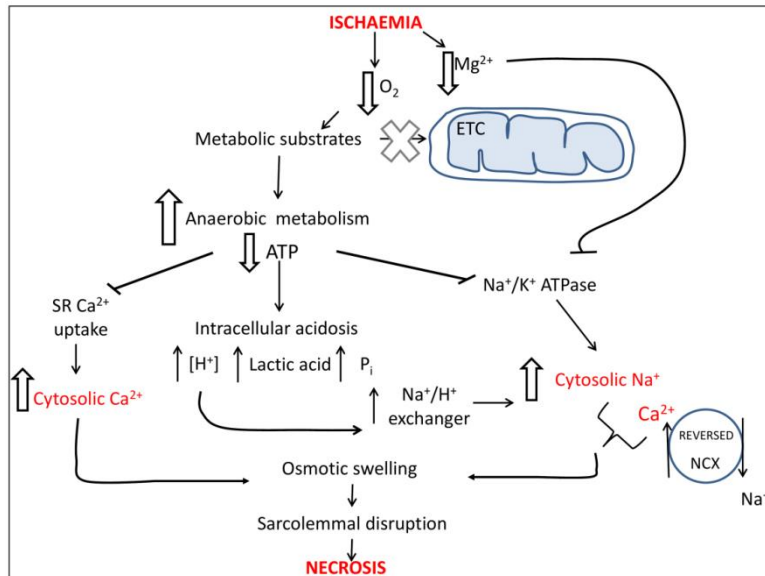 ISCHAEMIA
Mg²⁺
O₂
ETC
Metabolic substrates
Anaerobic metabolism
ATP
Na⁺/K⁺ ATPase
SR Ca²⁺
uptake
Intracellular acidosis
[H⁺] Lactic acid Pᵢ
Cytosolic Ca²⁺
Na⁺/H⁺
exchanger
Cytosolic Na⁺
Ca²⁺
REVERSED
NCX
Na⁺
Osmotic swelling
Sarcolemmal disruption
NECROSIS